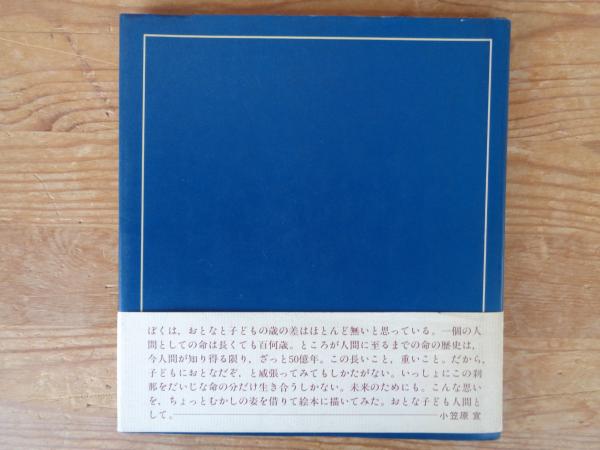 ぼくは、おとなと子どもの歳の差はほとんど無いと思っている。一個の人
間としての命は長くても百何歳。ところが人間に至るまでの命の歴史は、
今人間が知り得る限り、ざっと50億年。この長いこと、重いこと。だから、
子どもにおとなだぞ、と威張ってみてもしかたがない。いっしょにこの刹
那をだいじな命の分だけ生き合うしかない。未来のためにも。こんな思い
を、ちょっとむかしの姿を借りて絵本に描いてみた。おとな子ども人間と
して。――小笠原 宣